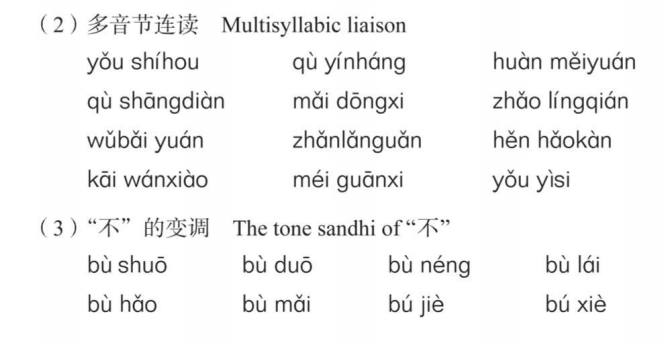 （2）多音节连读 Multisyllabic liaison
yǒu shíhou qù yínháng huàn měiyuán
qù shāngdiàn mǎi dōngxi zhǎo língqián
wǔbǎi yuán zhǎnlǎnguǎn hěn hǎokàn
kāi wánxiào méi guānxi yǒu yìsi
（3）“不”的变调 The tone sandhi of “不”
bù shuō bù duō bù néng bù lái
bù hǎo bù mǎi bú jiè bú xiè